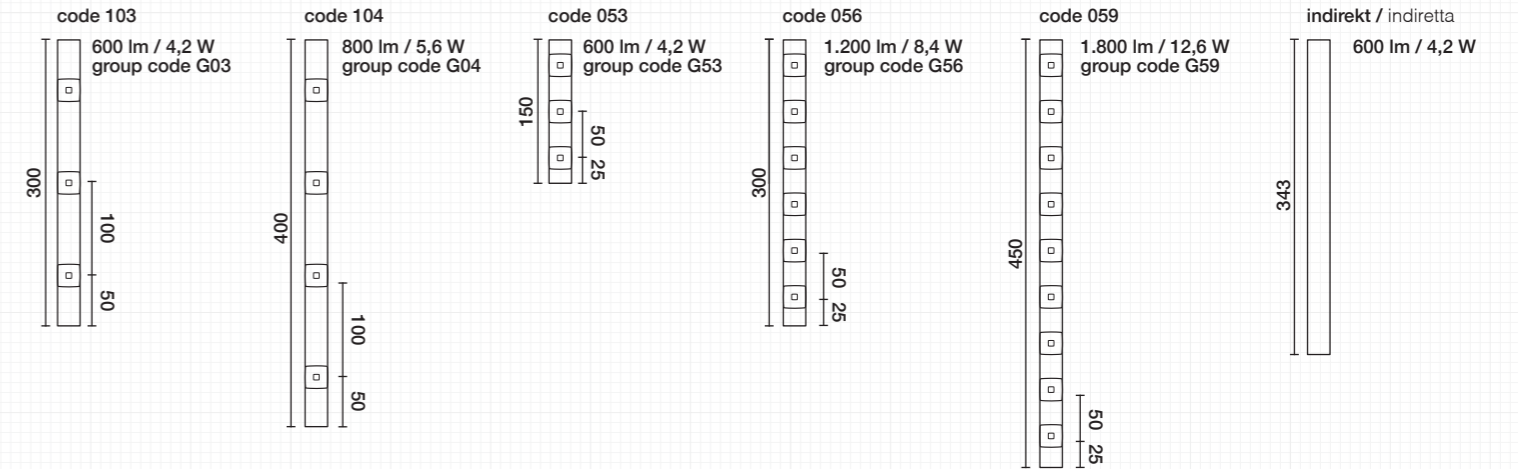 code 103
600 lm / 4,2 W
group code G03
300
100
50
code 104
800 lm / 5,6 W
group code G04
400
100
50
code 053
600 lm / 4,2 W
group code G53
150
50
25
code 056
1.200 lm / 8,4 W
group code G56
300
50
25
code 059
1.800 lm / 12,6 W
group code G59
450
50
25
indirekt / indiretta
600 lm / 4,2 W
343